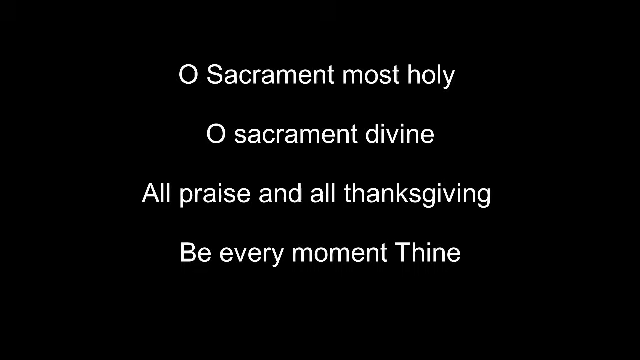 O Sacrament most holy
O sacrament divine
All praise and all thanksgiving
Be every moment Thine